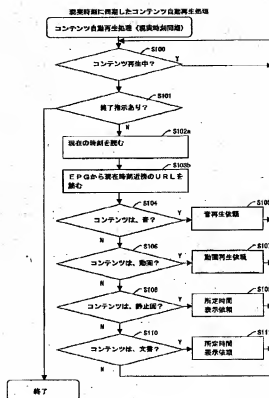 現実時刻に同期したコンテンツ自動再生処理
コンテンツ自動再生処理(現実時刻同期)
S100
コンテンツ再生中?
Y
N
S101
終了指示あり?
Y
N
S102a
現在の時刻を読む
S103b
EPGから現在時刻近傍のURLを
読む
S104
コンテンツは、音?
Y
音再生依頼
N
S106
コンテンツは、動画?
Y
動画再生依頼
N
S108
コンテンツは、静止画?
Y
所定時間
表示依頼
N
S110
コンテンツは、文書?
Y
所定時間
表示依頼
N
終了